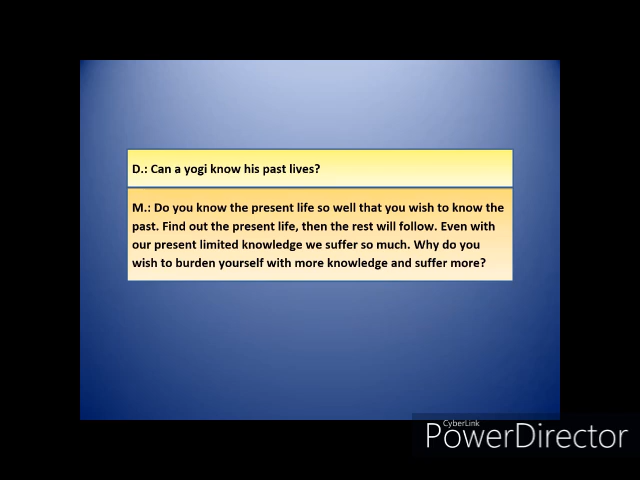 D.: Can a yogi know his past lives?
M.: Do you know the present life so well that you wish to know the
past. Find out the present life, then the rest will follow. Even with
our present limited knowledge we suffer so much. Why do you
wish to burden yourself with more knowledge and suffer more?
CyberLink
PowerDirector